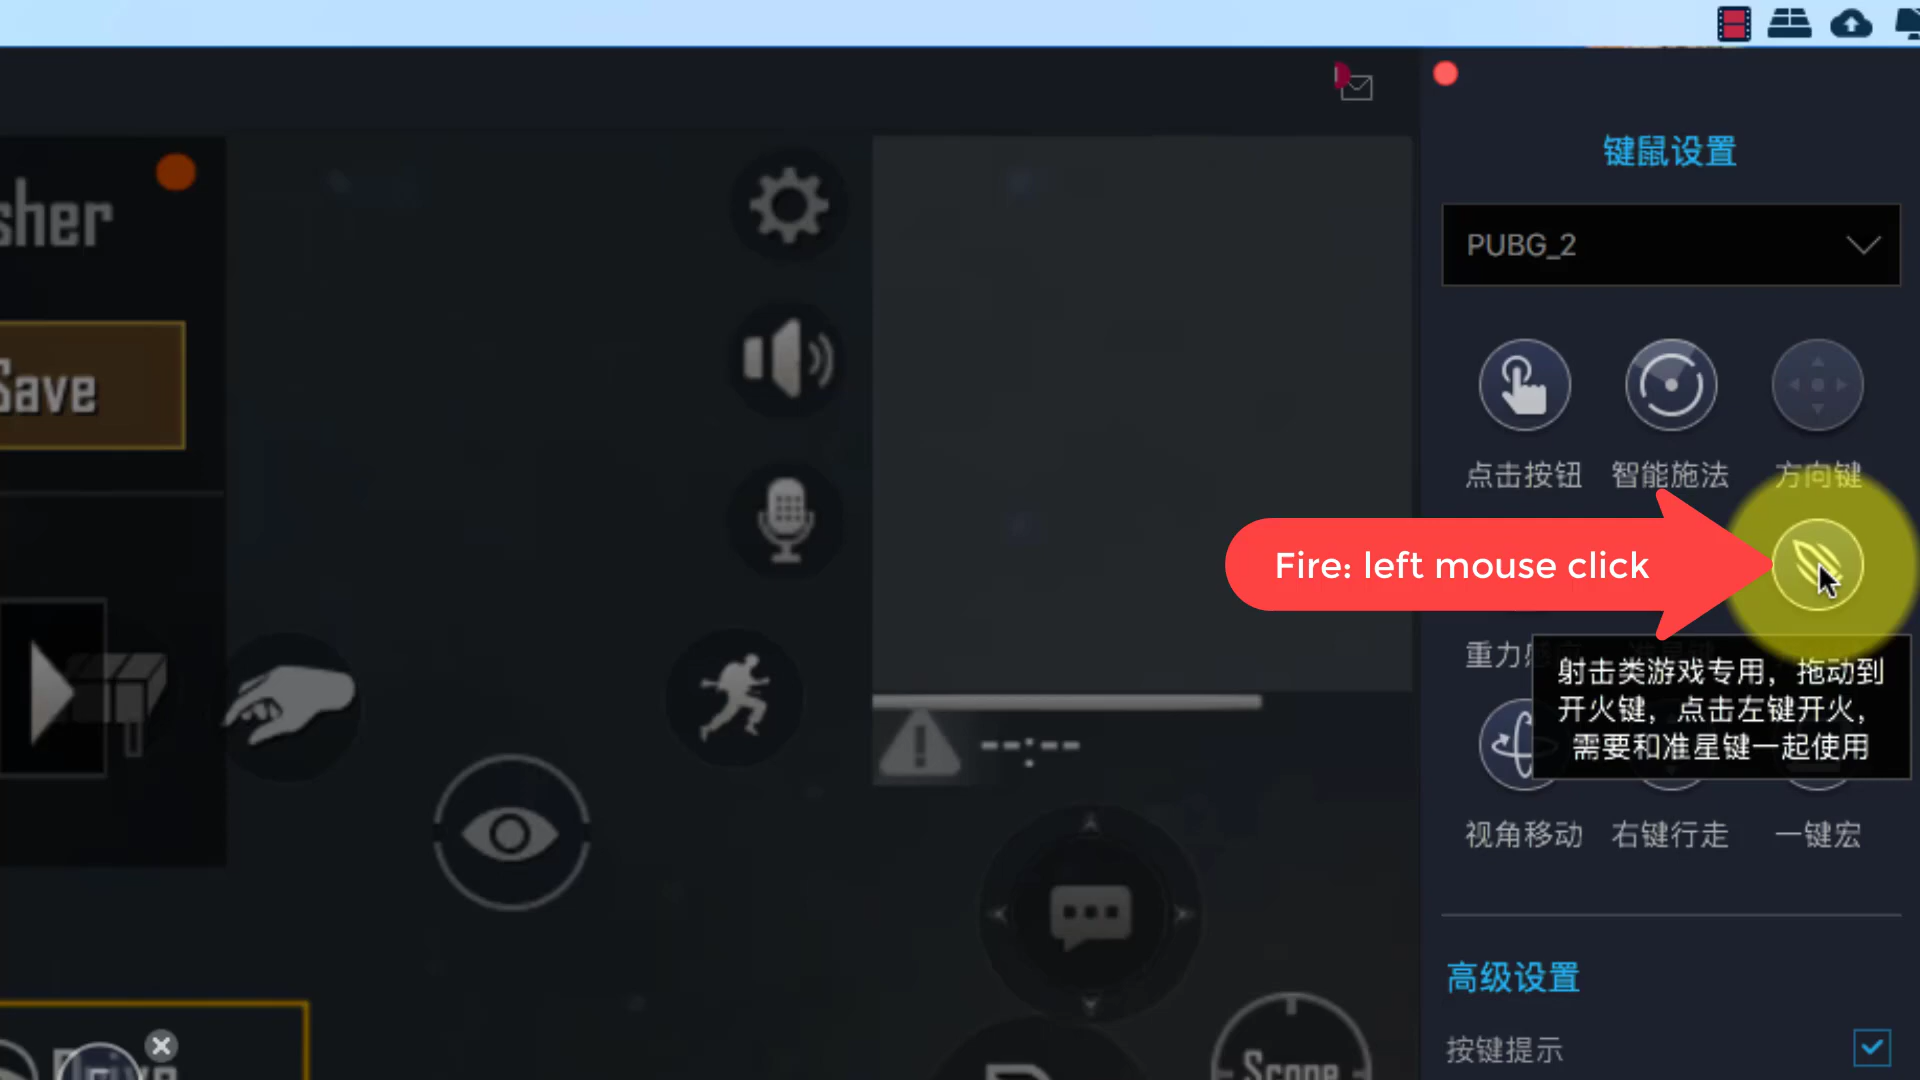 键鼠设置
sher
PUBG_2
Save
点击按钮
智能施法
方向键
Fire: left mouse click
重力感
射击类游戏专用，拖动到
开火键，点击左键开火，
需要和准星键一起使用
--:--
视角移动
右键行走
一键宏
高级设置
按键提示
Drive
Scope